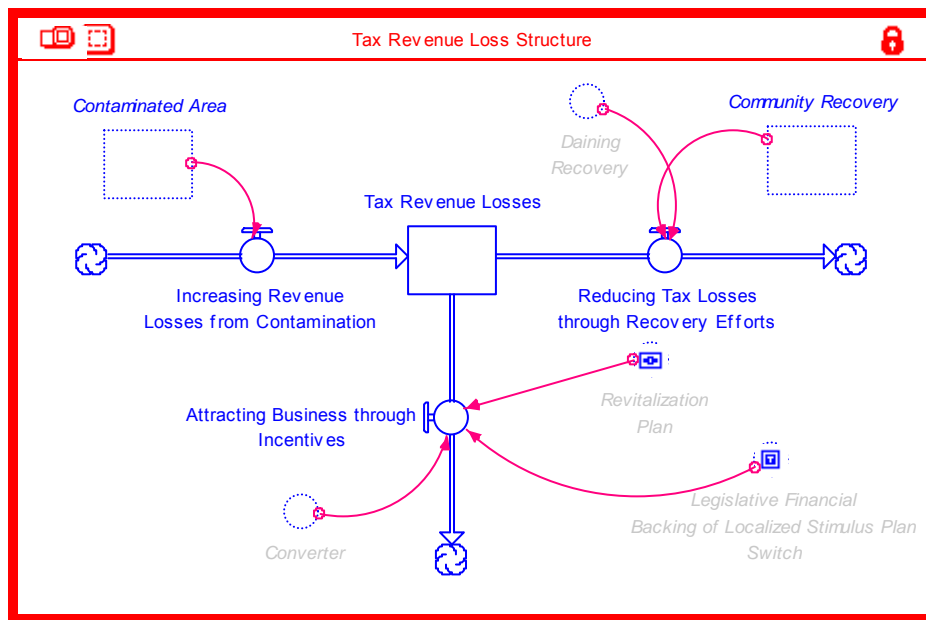 Tax Revenue Loss Structure
Contaminated Area
Community Recovery
Daining
Recovery
Tax Revenue Losses
Increasing Revenue
Losses from Contamination
Reducing Tax Losses
through Recovery Efforts
Revitalization
Plan
Attracting Business through
Incentives
T
Legislative Financial
Backing of Localized Stimulus Plan
Switch
Converter